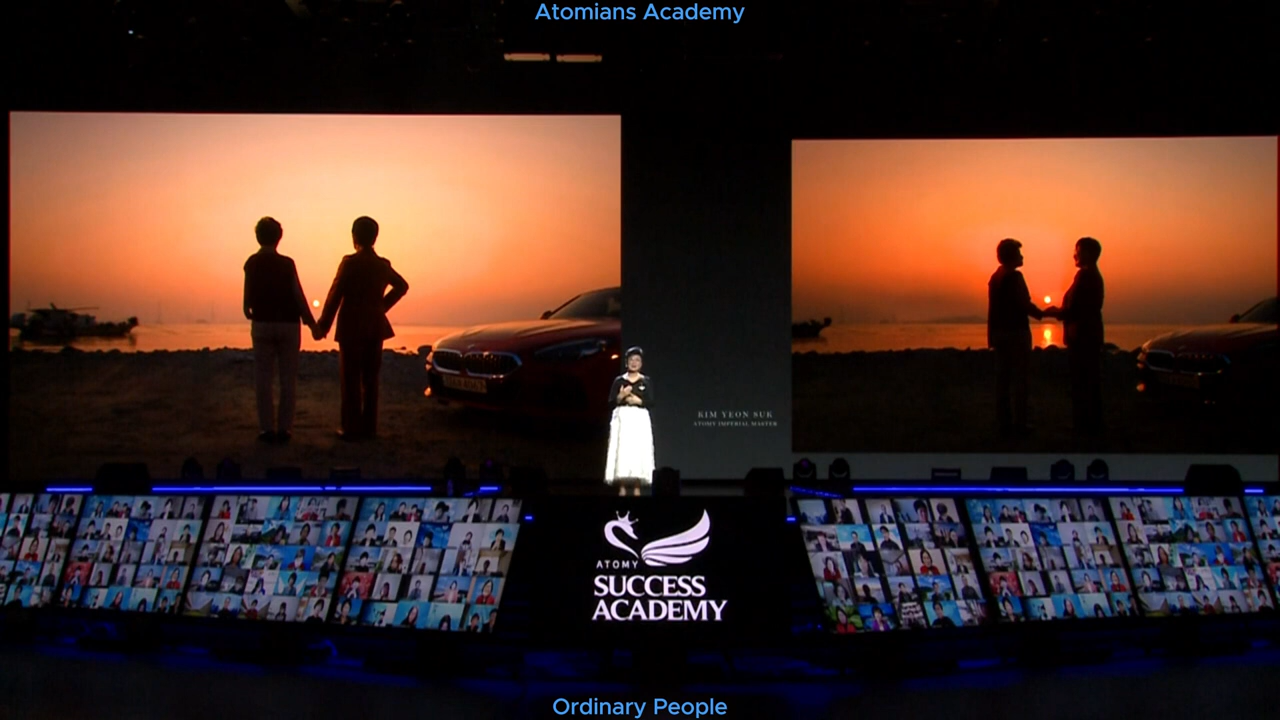 Atomians Academy
KIM YEON SUK
ATOMY IMPERIAL MASTER
ATOMY
SUCCESS
ACADEMY
Ordinary People